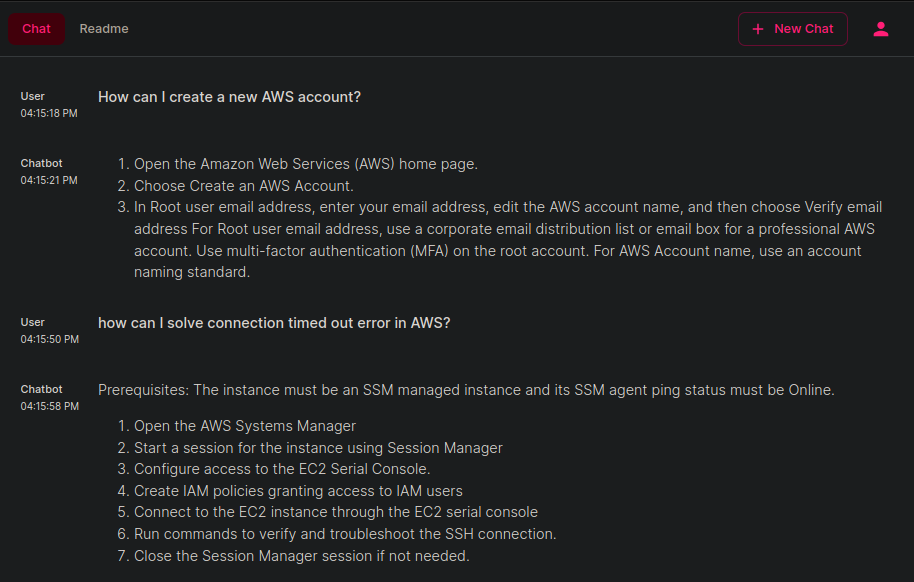 Chat
Readme
+ New Chat
User
04:15:18 PM
How can I create a new AWS account?
Chatbot
04:15:21 PM
1. Open the Amazon Web Services (AWS) home page.
2. Choose Create an AWS Account.
3. In Root user email address, enter your email address, edit the AWS account name, and then choose Verify email
address For Root user email address, use a corporate email distribution list or email box for a professional AWS
account. Use multi-factor authentication (MFA) on the root account. For AWS Account name, use an account
naming standard.
User
04:15:50 PM
how can I solve connection timed out error in AWS?
Chatbot
04:15:58 PM
Prerequisites: The instance must be an SSM managed instance and its SSM agent ping status must be Online.
1. Open the AWS Systems Manager
2. Start a session for the instance using Session Manager
3. Configure access to the EC2 Serial Console.
4. Create IAM policies granting access to IAM users
5. Connect to the EC2 instance through the EC2 serial console
6. Run commands to verify and troubleshoot the SSH connection.
7. Close the Session Manager session if not needed.